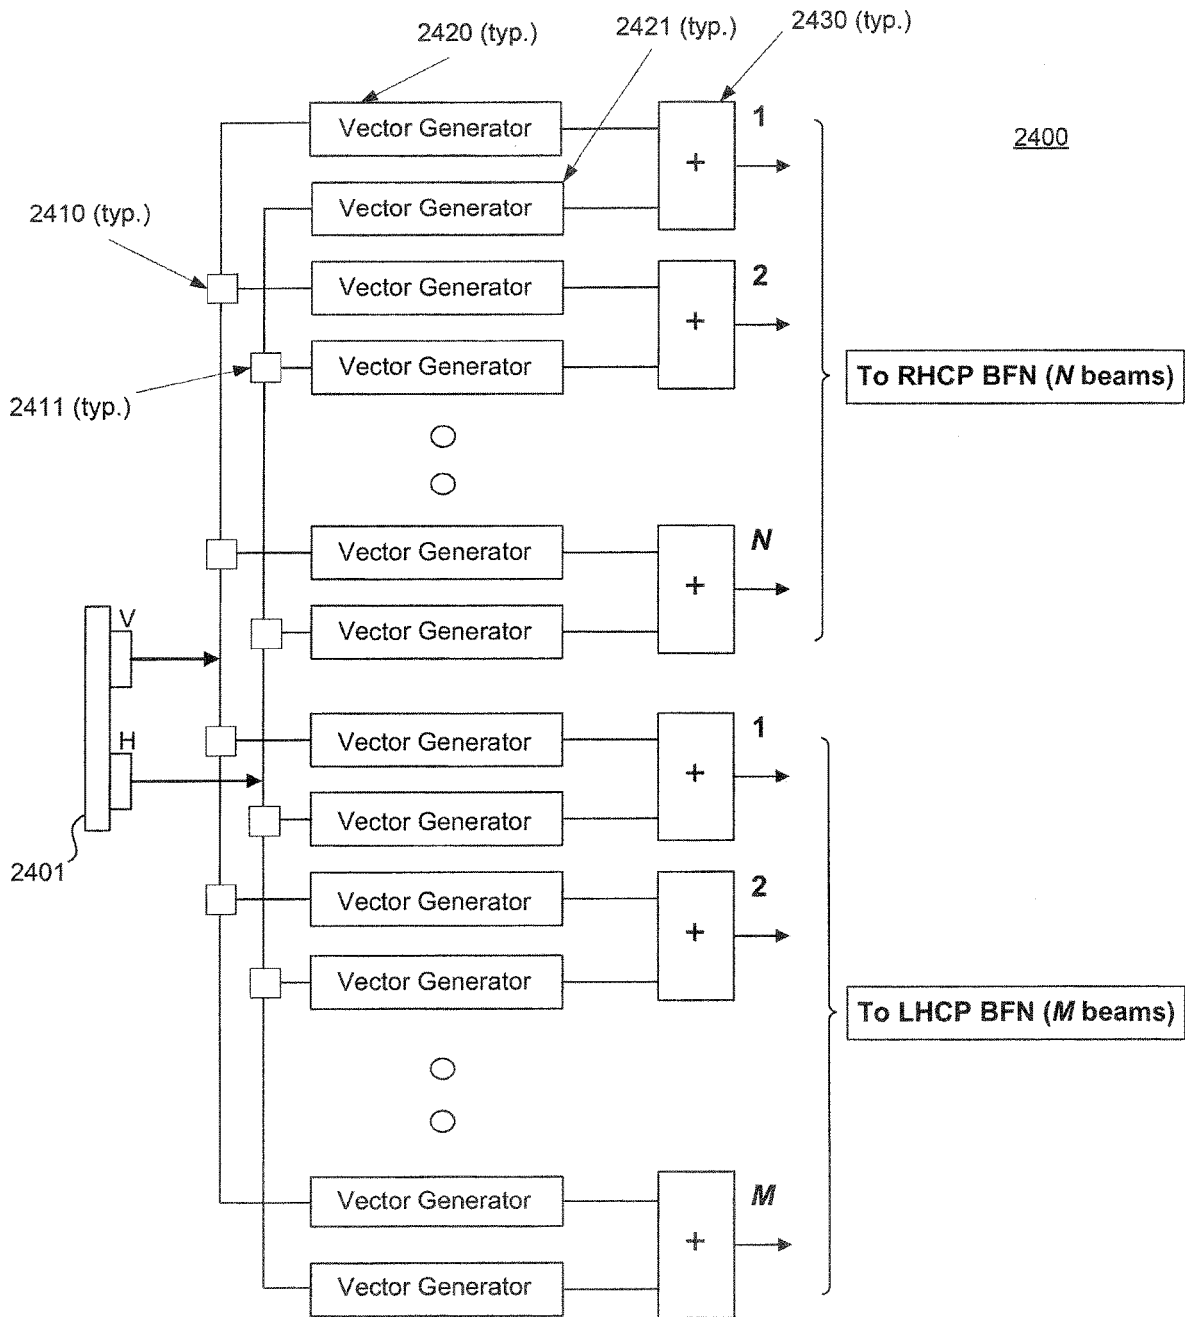 2420 (typ.)
2421 (typ.)
2430 (typ.)
2400
Vector Generator
+
1
Vector Generator
2410 (typ.)
Vector Generator
+
2
Vector Generator
2411 (typ.)
To RHCP BFN (N beams)
Vector Generator
+
N
Vector Generator
V
H
2401
Vector Generator
+
1
Vector Generator
Vector Generator
+
2
Vector Generator
To LHCP BFN (M beams)
Vector Generator
+
M
Vector Generator